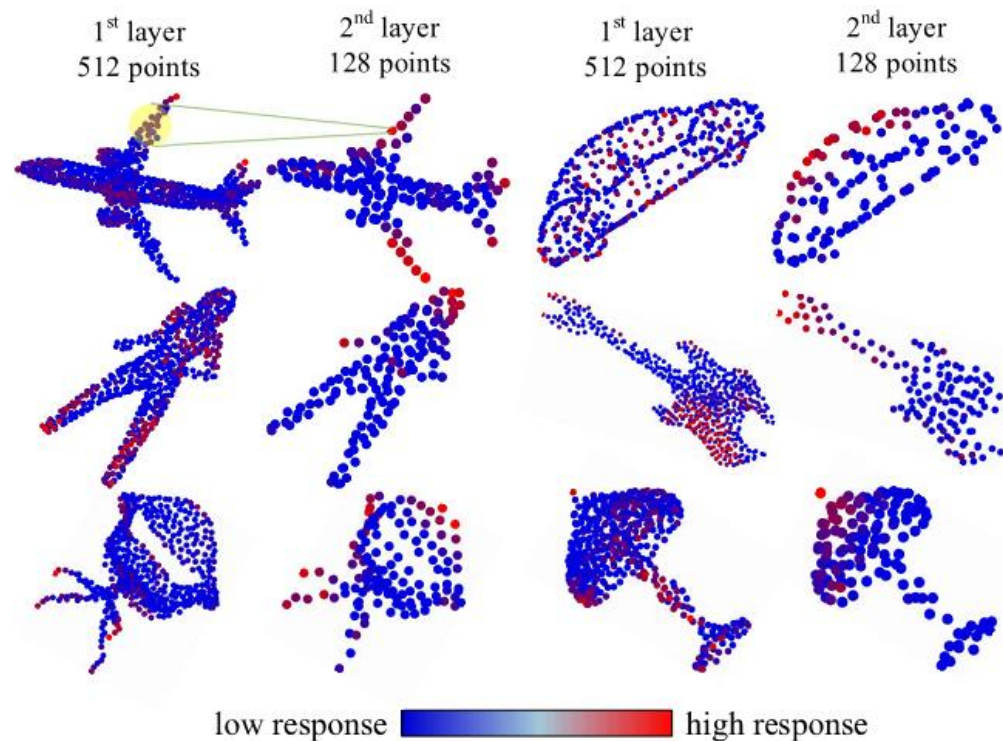 1st layer
512 points
2nd layer
128 points
1st layer
512 points
2nd layer
128 points
low response
high response